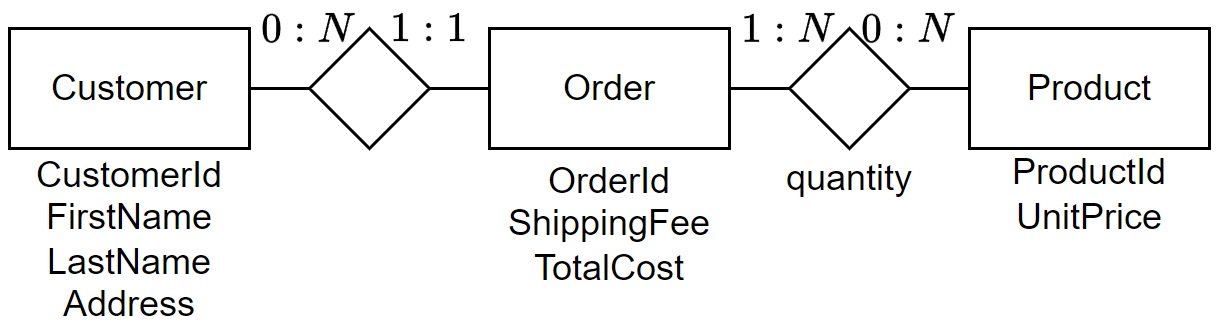 0 : N
1 : 1
1 : N
0 : N
Customer
Order
Product
CustomerId
FirstName
LastName
Address
OrderId
ShippingFee
TotalCost
quantity
ProductId
UnitPrice